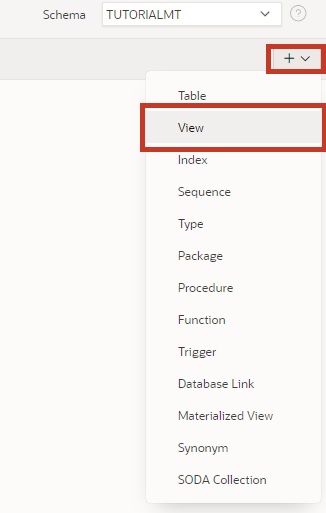 Schema TUTORIALMT ?
+
Table
View
Index
Sequence
Type
Package
Procedure
Function
Trigger
Database Link
Materialized View
Synonym
SODA Collection